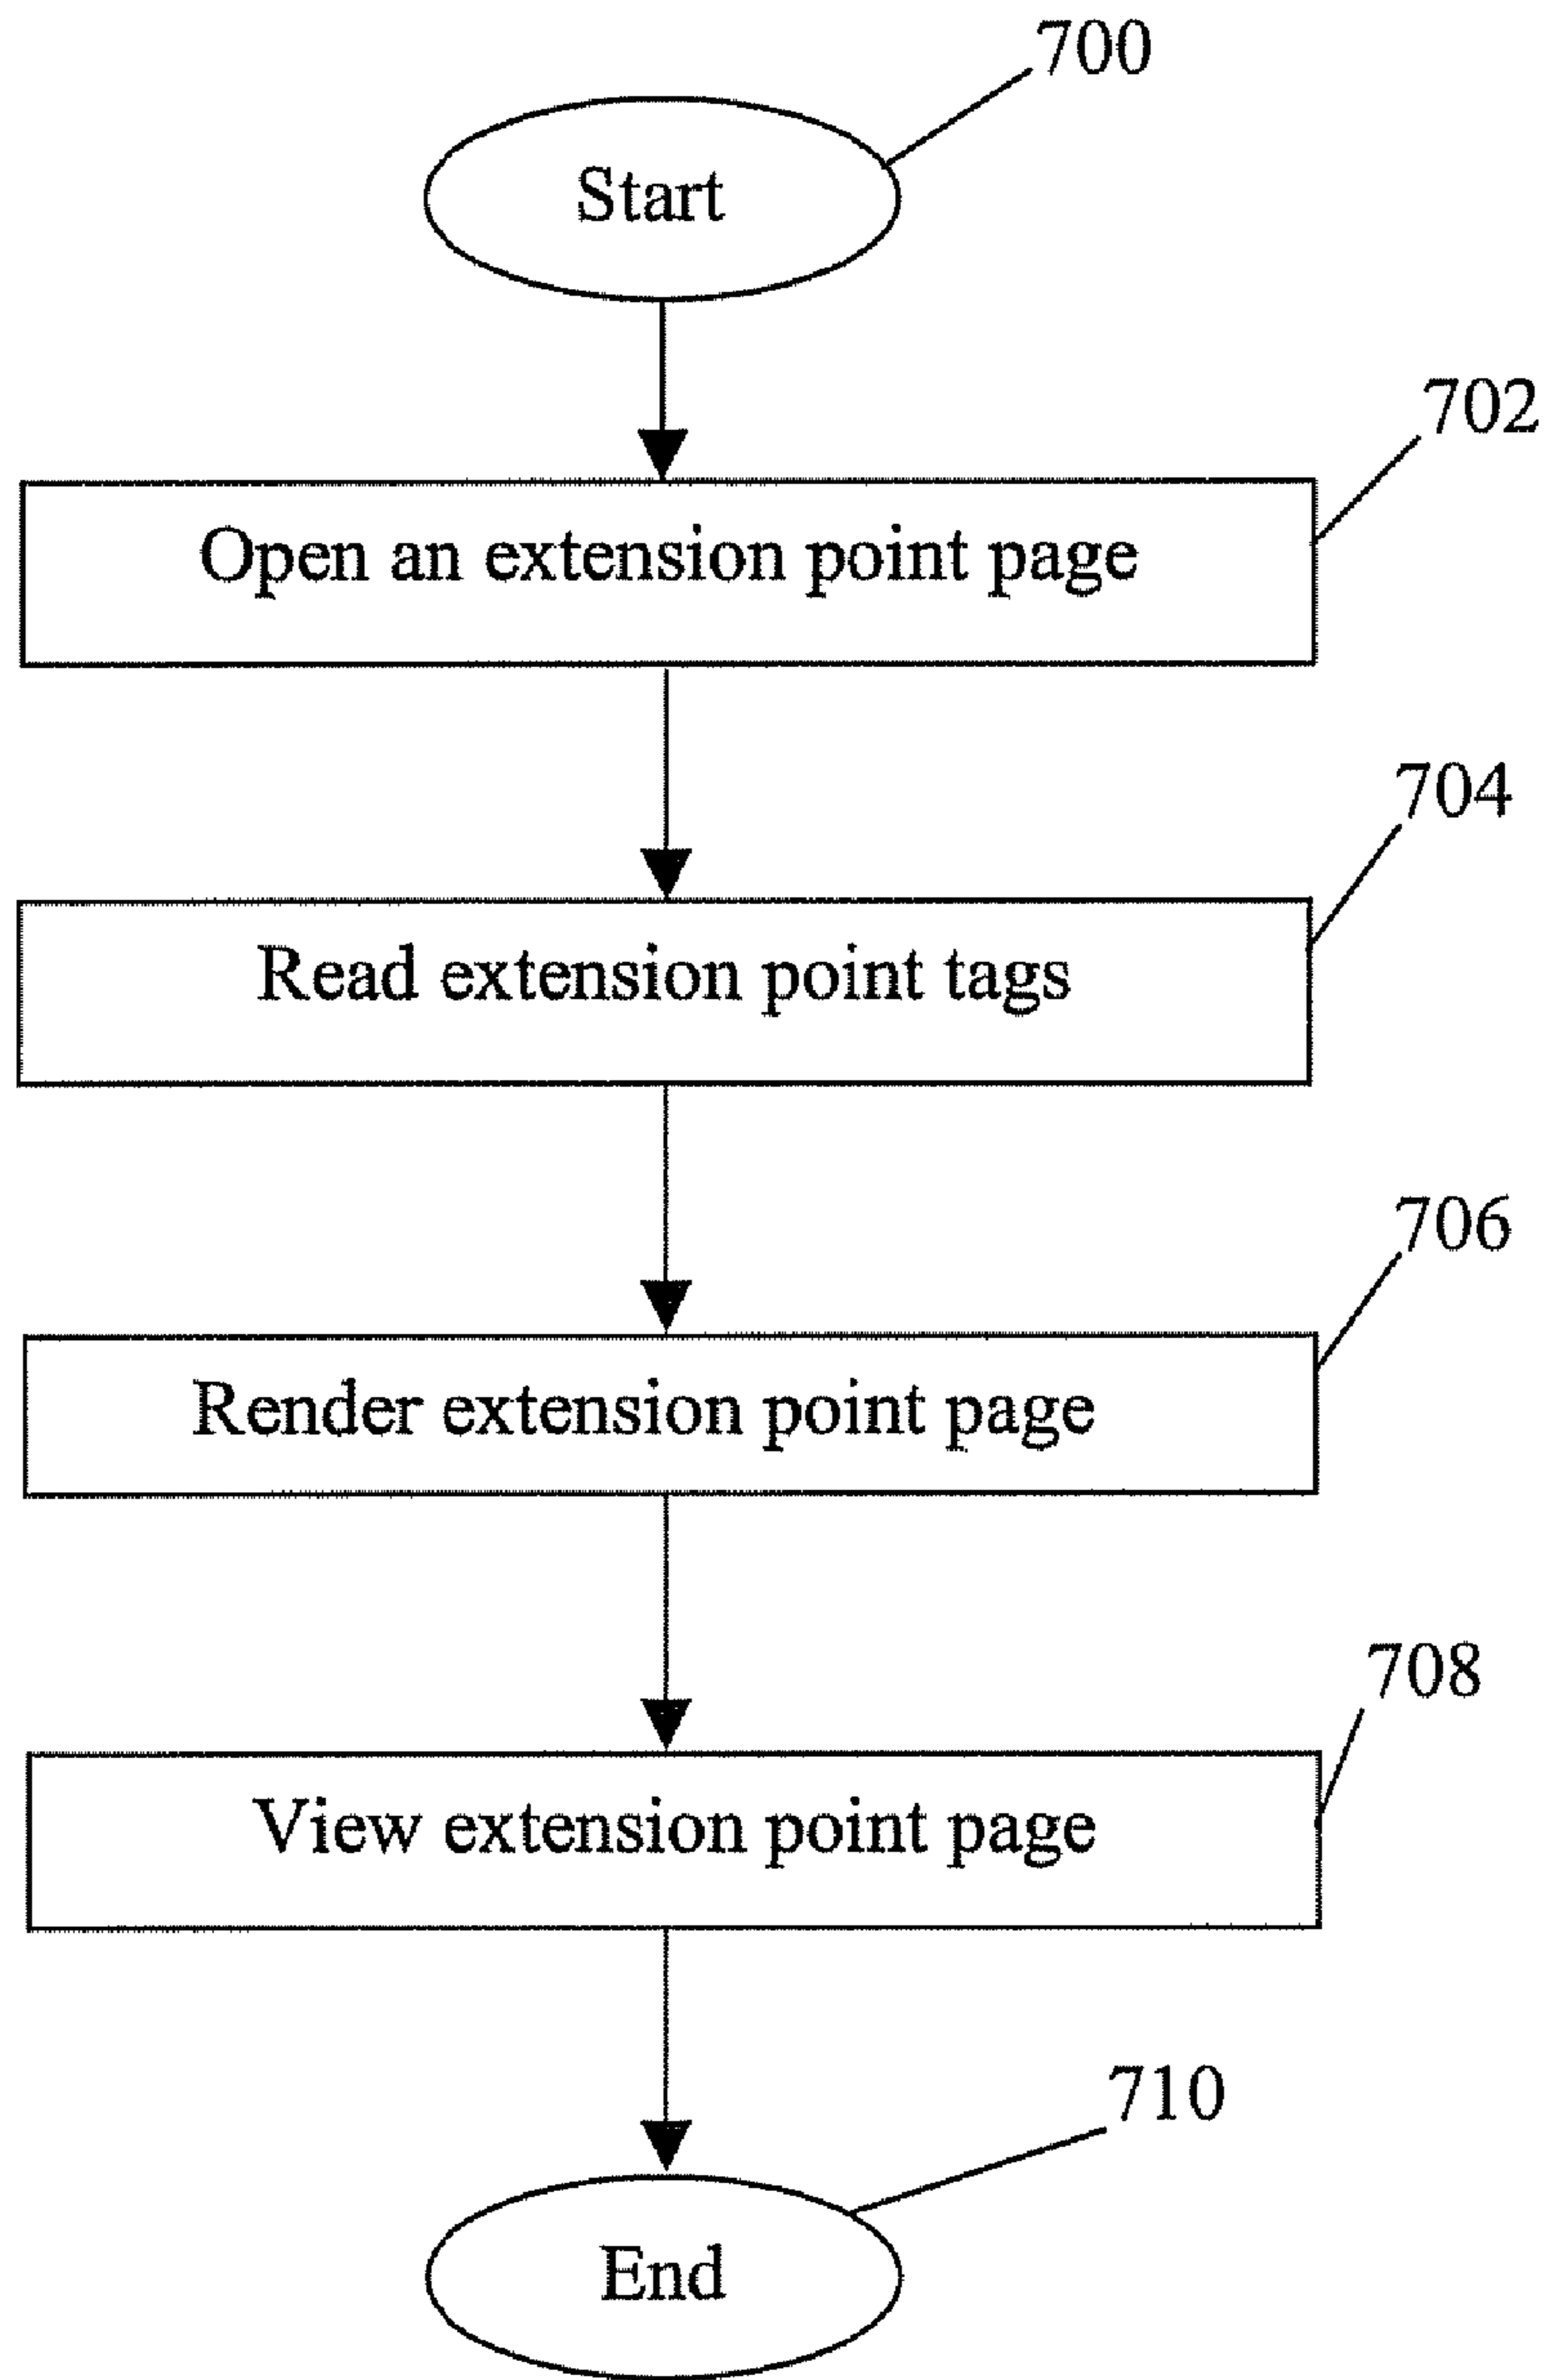 700
Start
702
Open an extension point page
704
Read extension point tags
706
Render extension point page
708
View extension point page
710
End